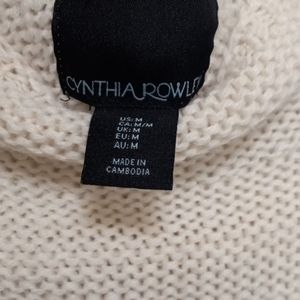 CYNTHIA ROWLEY
US: M
CA: M/M
UK: M
EU: M
AU: M
MADE IN
CAMBODIA